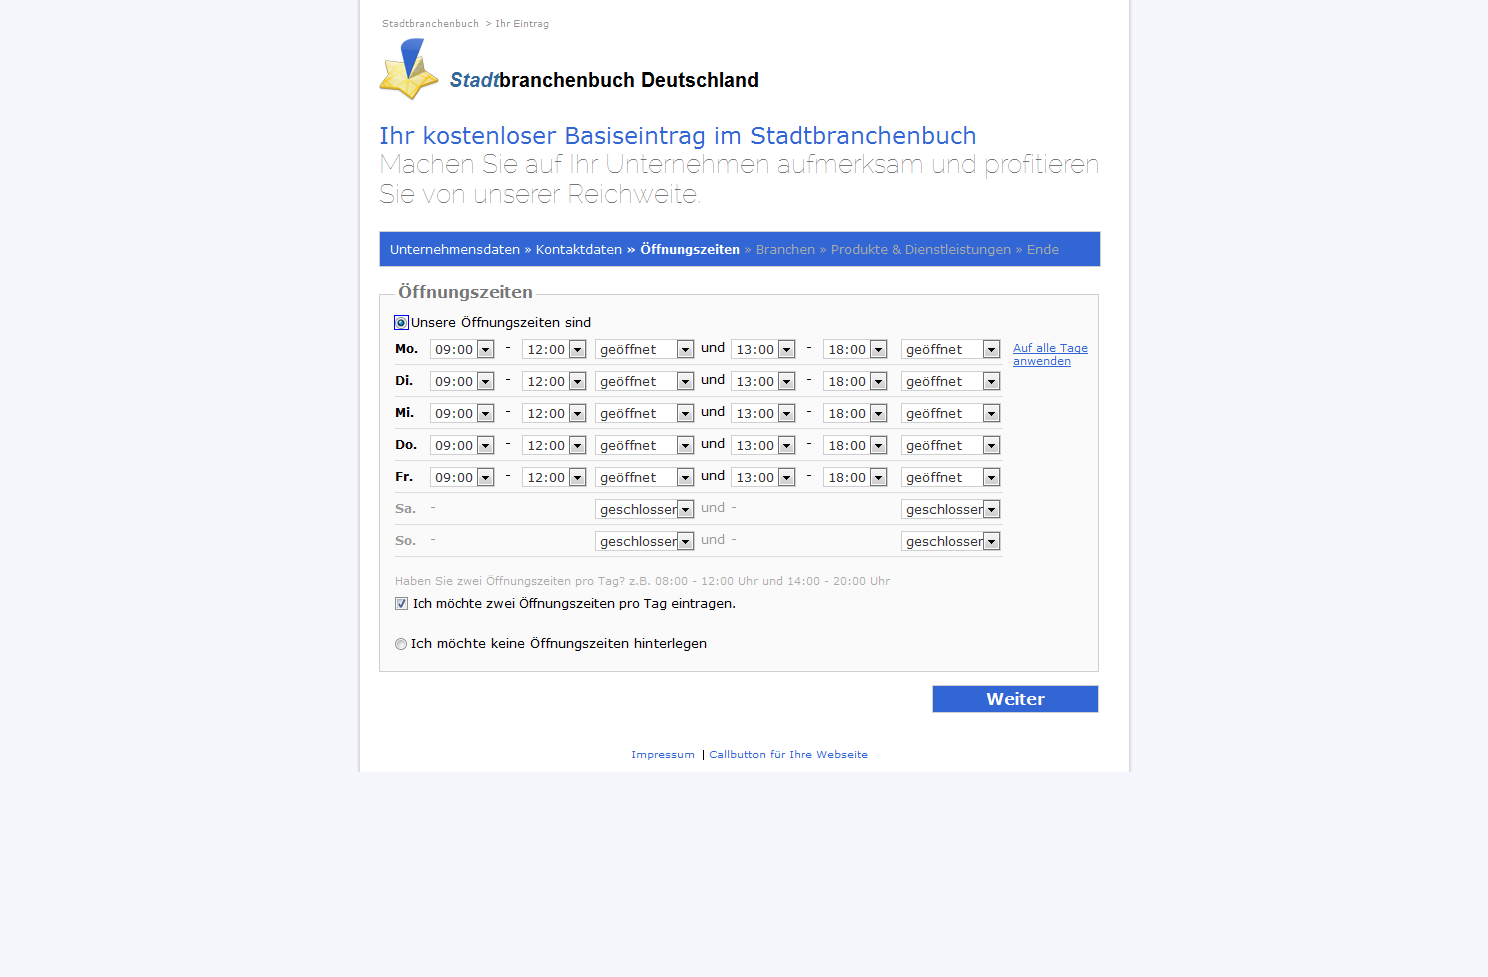 Stadtbranchenbuch > Ihr Eintrag
Stadtbranchenbuch Deutschland
Ihr kostenloser Basiseintrag im Stadtbranchenbuch
Machen Sie auf Ihr Unternehmen aufmerksam und profitieren
Sie von unserer Reichweite.
Unternehmensdaten » Kontaktdaten » Öffnungszeiten » Branchen » Produkte & Dienstleistungen » Ende
Öffnungszeiten
Unsere Öffnungszeiten sind
Mo. 09:00 - 12:00 geöffnet und 13:00 - 18:00 geöffnet Auf alle Tage
anwenden
Di. 09:00 - 12:00 geöffnet und 13:00 - 18:00 geöffnet
Mi. 09:00 - 12:00 geöffnet und 13:00 - 18:00 geöffnet
Do. 09:00 - 12:00 geöffnet und 13:00 - 18:00 geöffnet
Fr. 09:00 - 12:00 geöffnet und 13:00 - 18:00 geöffnet
Sa. - geschlossen und - geschlossen
So. - geschlossen und - geschlossen
Haben Sie zwei Öffnungszeiten pro Tag? z.B. 08:00 - 12:00 Uhr und 14:00 - 20:00 Uhr
Ich möchte zwei Öffnungszeiten pro Tag eintragen.
Ich möchte keine Öffnungszeiten hinterlegen
Weiter
Impressum | Callbutton für Ihre Webseite